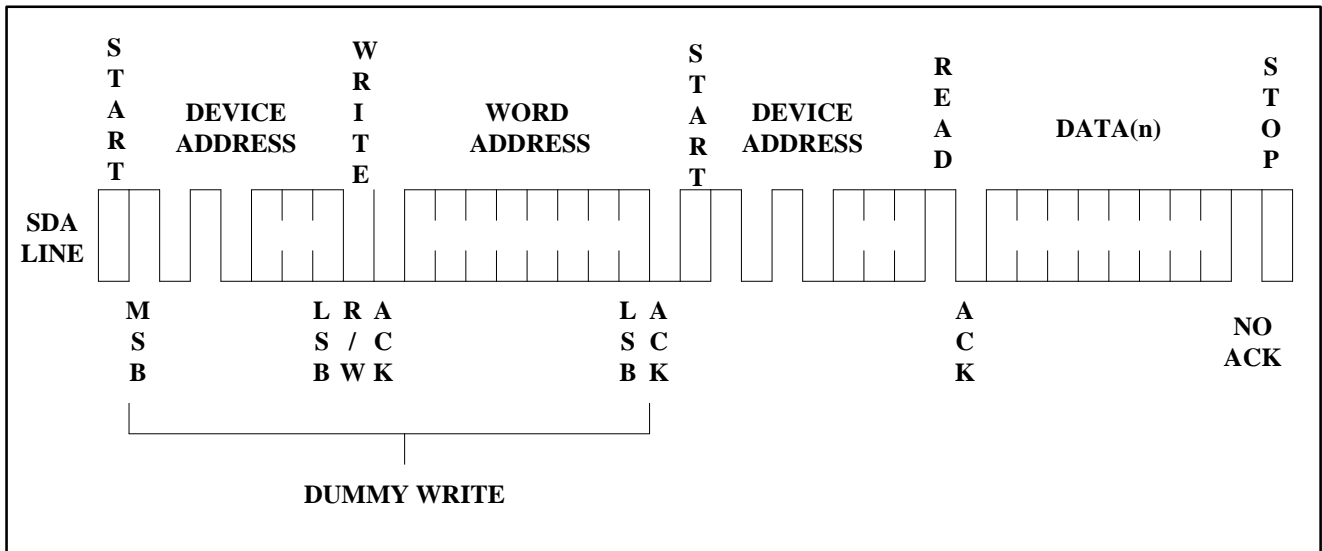 START
DEVICE
ADDRESS
WRITE
WORD
ADDRESS
START
DEVICE
ADDRESS
READ
DATA(n)
STOP
SDA
LINE
MSB
LSB
R/W
ACK
LSB
ACK
ACK
NO
ACK
DUMMY WRITE